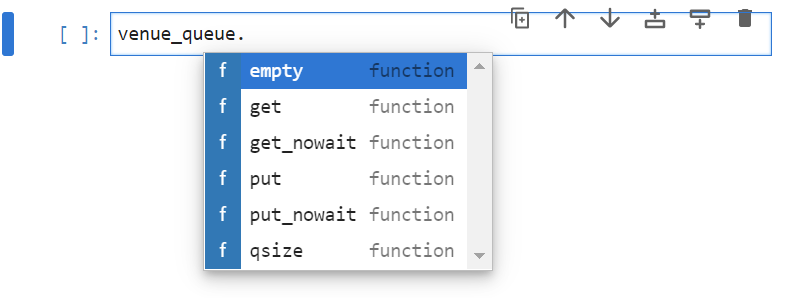 [ ]: venue_queue.
f empty function
f get function
f get_nowait function
f put function
f put_nowait function
f qsize function